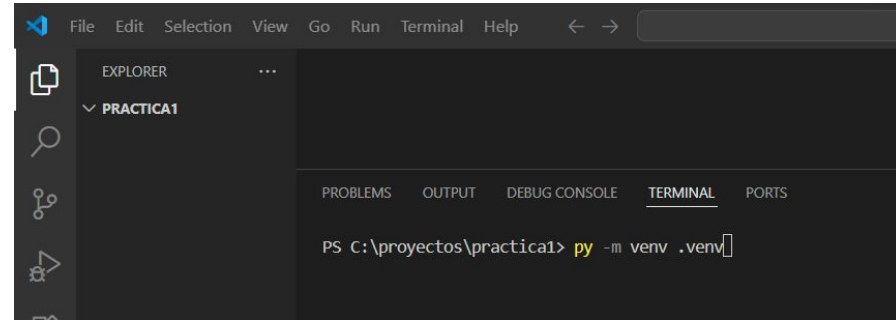 File Edit Selection View Go Run Terminal Help
EXPLORER
PRACTICA1
PROBLEMS OUTPUT DEBUG CONSOLE TERMINAL PORTS
PS C:\proyectos\practica1> py -m venv .venv